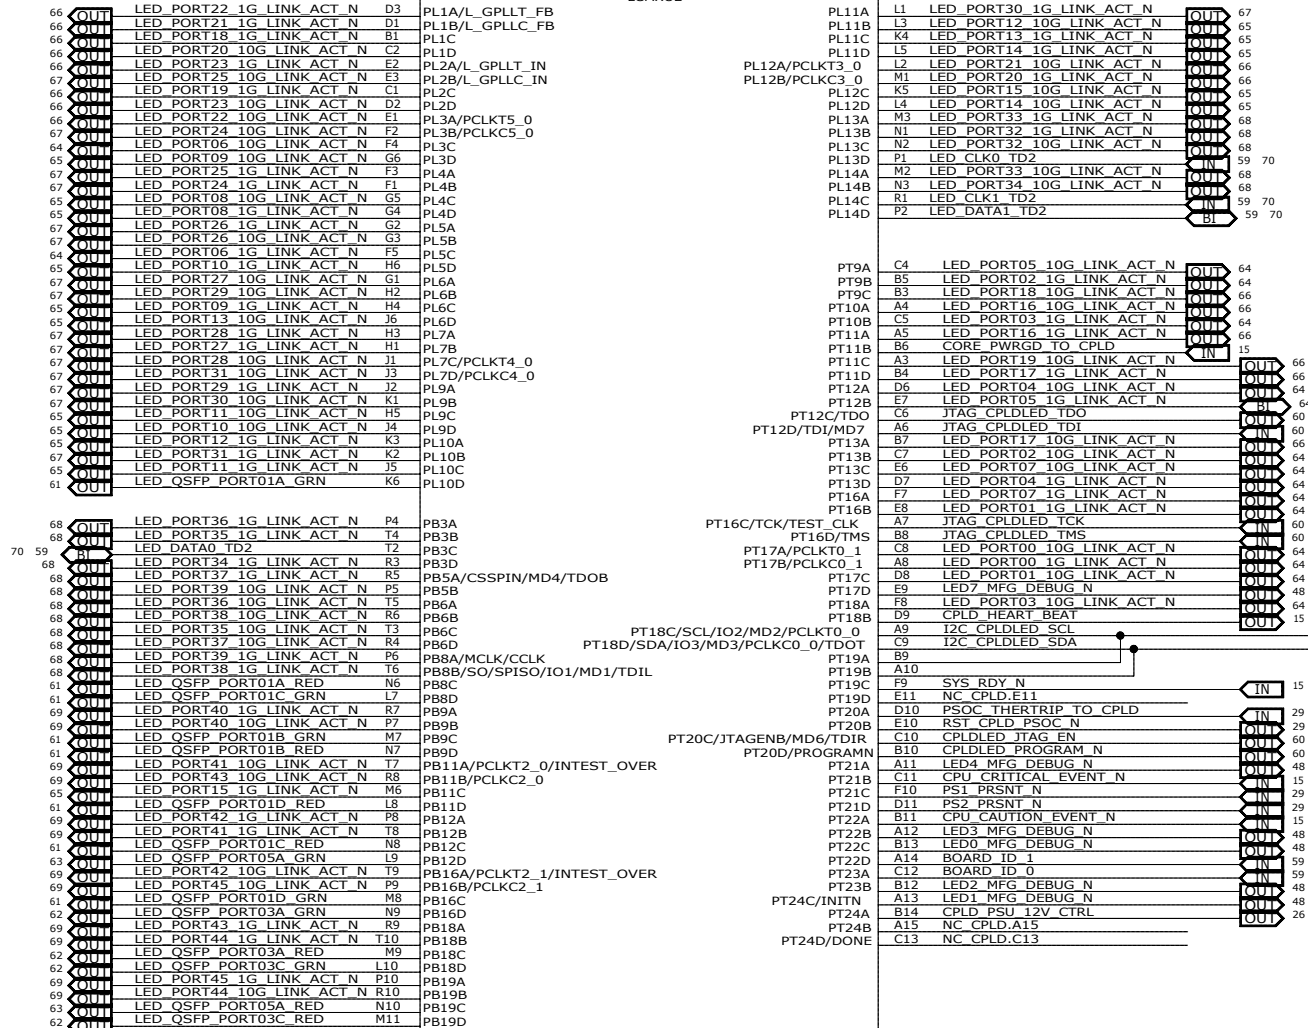 66 OUT LED_PORT22_1G_LINK_ACT_N D3 PL1A/L_GPLLT_FB
66 OUT LED_PORT21_1G_LINK_ACT_N D1 PL1B/L_GPLLC_FB
66 OUT LED_PORT18_1G_LINK_ACT_N B1 PL1C
66 OUT LED_PORT20_10G_LINK_ACT_N C2 PL1D
66 OUT LED_PORT23_1G_LINK_ACT_N E2 PL2A/L_GPLLT_IN
67 OUT LED_PORT25_10G_LINK_ACT_N E3 PL2B/L_GPLLC_IN
66 OUT LED_PORT19_1G_LINK_ACT_N C1 PL2C
66 OUT LED_PORT23_10G_LINK_ACT_N D2 PL2D
66 OUT LED_PORT22_10G_LINK_ACT_N E1 PL3A/PCLKT5_0
67 OUT LED_PORT24_10G_LINK_ACT_N F2 PL3B/PCLKC5_0
64 OUT LED_PORT06_10G_LINK_ACT_N F4 PL3C
65 OUT LED_PORT09_10G_LINK_ACT_N G6 PL3D
67 OUT LED_PORT25_1G_LINK_ACT_N F3 PL4A
67 OUT LED_PORT24_1G_LINK_ACT_N F1 PL4B
65 OUT LED_PORT08_10G_LINK_ACT_N G5 PL4C
65 OUT LED_PORT08_1G_LINK_ACT_N G4 PL4D
67 OUT LED_PORT26_1G_LINK_ACT_N G2 PL5A
67 OUT LED_PORT26_10G_LINK_ACT_N G3 PL5B
64 OUT LED_PORT06_1G_LINK_ACT_N F5 PL5C
65 OUT LED_PORT10_1G_LINK_ACT_N H6 PL5D
67 OUT LED_PORT27_10G_LINK_ACT_N G1 PL6A
67 OUT LED_PORT29_10G_LINK_ACT_N H2 PL6B
65 OUT LED_PORT09_1G_LINK_ACT_N H4 PL6C
65 OUT LED_PORT13_10G_LINK_ACT_N J6 PL6D
67 OUT LED_PORT28_1G_LINK_ACT_N H3 PL7A
67 OUT LED_PORT27_1G_LINK_ACT_N H1 PL7B
67 OUT LED_PORT28_10G_LINK_ACT_N J1 PL7C/PCLKT4_0
67 OUT LED_PORT31_10G_LINK_ACT_N J3 PL7D/PCLKC4_0
67 OUT LED_PORT29_1G_LINK_ACT_N J2 PL9A
67 OUT LED_PORT30_10G_LINK_ACT_N K1 PL9B
65 OUT LED_PORT11_10G_LINK_ACT_N H5 PL9C
65 OUT LED_PORT10_10G_LINK_ACT_N J4 PL9D
65 OUT LED_PORT12_1G_LINK_ACT_N K3 PL10A
67 OUT LED_PORT31_1G_LINK_ACT_N K2 PL10B
65 OUT LED_PORT11_1G_LINK_ACT_N J5 PL10C
61 OUT LED_QSFP_PORT01A_GRN K6 PL10D
68 OUT LED_PORT36_1G_LINK_ACT_N P4 PB3A
68 OUT LED_PORT35_1G_LINK_ACT_N T4 PB3B
70 59 BI LED_DATA0_TD2 T2 PB3C
68 OUT LED_PORT34_1G_LINK_ACT_N R3 PB3D
68 OUT LED_PORT37_1G_LINK_ACT_N R5 PB5A/CSSPIN/MD4/TDOB
68 OUT LED_PORT39_10G_LINK_ACT_N P5 PB5B
68 OUT LED_PORT36_10G_LINK_ACT_N T5 PB6A
68 OUT LED_PORT38_10G_LINK_ACT_N R6 PB6B
68 OUT LED_PORT35_10G_LINK_ACT_N T3 PB6C
68 OUT LED_PORT37_10G_LINK_ACT_N R4 PB6D
68 OUT LED_PORT39_1G_LINK_ACT_N P6 PB8A/MCLK/CCLK
68 OUT LED_PORT38_1G_LINK_ACT_N T6 PB8B/SO/SPISO/IO1/MD1/TDIL
61 OUT LED_QSFP_PORT01A_RED N6 PB8C
61 OUT LED_QSFP_PORT01C_GRN L7 PB8D
69 OUT LED_PORT40_1G_LINK_ACT_N R7 PB9A
69 OUT LED_PORT40_10G_LINK_ACT_N P7 PB9B
61 OUT LED_QSFP_PORT01B_GRN M7 PB9C
61 OUT LED_QSFP_PORT01B_RED N7 PB9D
69 OUT LED_PORT41_10G_LINK_ACT_N T7 PB11A/PCLKT2_0/INTEST_OVER
69 OUT LED_PORT43_10G_LINK_ACT_N R8 PB11B/PCLKC2_0
65 OUT LED_PORT15_1G_LINK_ACT_N M6 PB11C
61 OUT LED_QSFP_PORT01D_RED L8 PB11D
69 OUT LED_PORT42_1G_LINK_ACT_N P8 PB12A
69 OUT LED_PORT41_1G_LINK_ACT_N T8 PB12B
61 OUT LED_QSFP_PORT01C_RED N8 PB12C
63 OUT LED_QSFP_PORT05A_GRN L9 PB12D
69 OUT LED_PORT42_10G_LINK_ACT_N T9 PB16A/PCLKT2_1/INTEST_OVER
69 OUT LED_PORT45_10G_LINK_ACT_N P9 PB16B/PCLKC2_1
61 OUT LED_QSFP_PORT01D_GRN M8 PB16C
62 OUT LED_QSFP_PORT03A_GRN N9 PB16D
69 OUT LED_PORT43_1G_LINK_ACT_N R9 PB18A
69 OUT LED_PORT44_1G_LINK_ACT_N T10 PB18B
62 OUT LED_QSFP_PORT03A_RED M9 PB18C
62 OUT LED_QSFP_PORT03C_GRN L10 PB18D
69 OUT LED_PORT45_1G_LINK_ACT_N P10 PB19A
69 OUT LED_PORT44_10G_LINK_ACT_N R10 PB19B
63 OUT LED_QSFP_PORT05A_RED N10 PB19C
62 OUT LED_QSFP_PORT03C_RED M11 PB19D
PL11A L1 LED_PORT30_1G_LINK_ACT_N OUT 67
PL11B L3 LED_PORT12_10G_LINK_ACT_N OUT 65
PL11C K4 LED_PORT13_1G_LINK_ACT_N OUT 65
PL11D L5 LED_PORT14_1G_LINK_ACT_N OUT 65
PL12A/PCLKT3_0 L2 LED_PORT21_10G_LINK_ACT_N OUT 66
PL12B/PCLKC3_0 M1 LED_PORT20_1G_LINK_ACT_N OUT 66
PL12C K5 LED_PORT15_10G_LINK_ACT_N OUT 65
PL12D L4 LED_PORT14_10G_LINK_ACT_N OUT 65
PL13A M3 LED_PORT33_1G_LINK_ACT_N OUT 68
PL13B N1 LED_PORT32_1G_LINK_ACT_N OUT 68
PL13C N2 LED_PORT32_10G_LINK_ACT_N OUT 68
PL13D P1 LED_CLK0_TD2 IN 59 70
PL14A M2 LED_PORT33_10G_LINK_ACT_N OUT 68
PL14B N3 LED_PORT34_10G_LINK_ACT_N OUT 68
PL14C R1 LED_CLK1_TD2 IN 59 70
PL14D P2 LED_DATA1_TD2 BI 59 70
PT9A C4 LED_PORT05_10G_LINK_ACT_N OUT 64
PT9B B5 LED_PORT02_1G_LINK_ACT_N OUT 64
PT9C B3 LED_PORT18_10G_LINK_ACT_N OUT 66
PT10A A4 LED_PORT16_10G_LINK_ACT_N OUT 66
PT10B C5 LED_PORT03_1G_LINK_ACT_N OUT 64
PT11A A5 LED_PORT16_1G_LINK_ACT_N OUT 66
PT11B B6 CORE_PWRGD_TO_CPLD IN 15
PT11C A3 LED_PORT19_10G_LINK_ACT_N OUT 66
PT11D B4 LED_PORT17_1G_LINK_ACT_N OUT 66
PT12A D6 LED_PORT04_10G_LINK_ACT_N OUT 64
PT12B E7 LED_PORT05_1G_LINK_ACT_N BI 64
PT12C/TDO C6 JTAG_CPLDLED_TDO OUT 60
PT12D/TDI/MD7 A6 JTAG_CPLDLED_TDI IN 60
PT13A B7 LED_PORT17_10G_LINK_ACT_N OUT 66
PT13B C7 LED_PORT02_10G_LINK_ACT_N OUT 64
PT13C E6 LED_PORT07_10G_LINK_ACT_N OUT 64
PT13D D7 LED_PORT04_1G_LINK_ACT_N OUT 64
PT16A F7 LED_PORT07_1G_LINK_ACT_N OUT 64
PT16B E8 LED_PORT01_1G_LINK_ACT_N OUT 64
PT16C/TCK/TEST_CLK A7 JTAG_CPLDLED_TCK IN 60
PT16D/TMS B8 JTAG_CPLDLED_TMS IN 60
PT17A/PCLKT0_1 C8 LED_PORT00_10G_LINK_ACT_N OUT 64
PT17B/PCLKC0_1 A8 LED_PORT00_1G_LINK_ACT_N OUT 64
PT17C D8 LED_PORT01_10G_LINK_ACT_N OUT 64
PT17D E9 LED7_MFG_DEBUG_N OUT 48
PT18A F8 LED_PORT03_10G_LINK_ACT_N OUT 64
PT18B D9 CPLD_HEART_BEAT OUT 15
PT18C/SCL/IO2/MD2/PCLKT0_0 A9 I2C_CPLDLED_SCL
PT18D/SDA/IO3/MD3/PCLKC0_0/TDOT C9 I2C_CPLDLED_SDA
PT19A B9
PT19B A10
PT19C F9 SYS_RDY_N IN 15
PT19D E11 NC_CPLD.E11
PT20A D10 PSOC_THERTRIP_TO_CPLD IN 29
PT20B E10 RST_CPLD_PSOC_N OUT 29
PT20C/JTAGENB/MD6/TDIR C10 CPLDLED_JTAG_EN OUT 60
PT20D/PROGRAMN B10 CPLDLED_PROGRAM_N OUT 60
PT21A A11 LED4_MFG_DEBUG_N OUT 48
PT21B C11 CPU_CRITICAL_EVENT_N IN 15
PT21C F10 PS1_PRSNT_N IN 29
PT21D D11 PS2_PRSNT_N IN 29
PT22A B11 CPU_CAUTION_EVENT_N IN 15
PT22B A12 LED3_MFG_DEBUG_N OUT 48
PT22C B13 LED0_MFG_DEBUG_N OUT 48
PT22D A14 BOARD_ID_1 IN 59
PT23A C12 BOARD_ID_0 IN 59
PT23B B12 LED2_MFG_DEBUG_N OUT 48
PT24C/INITN A13 LED1_MFG_DEBUG_N OUT 48
PT24A B14 CPLD_PSU_12V_CTRL OUT 26
PT24B A15 NC_CPLD.A15
PT24D/DONE C13 NC_CPLD.C13